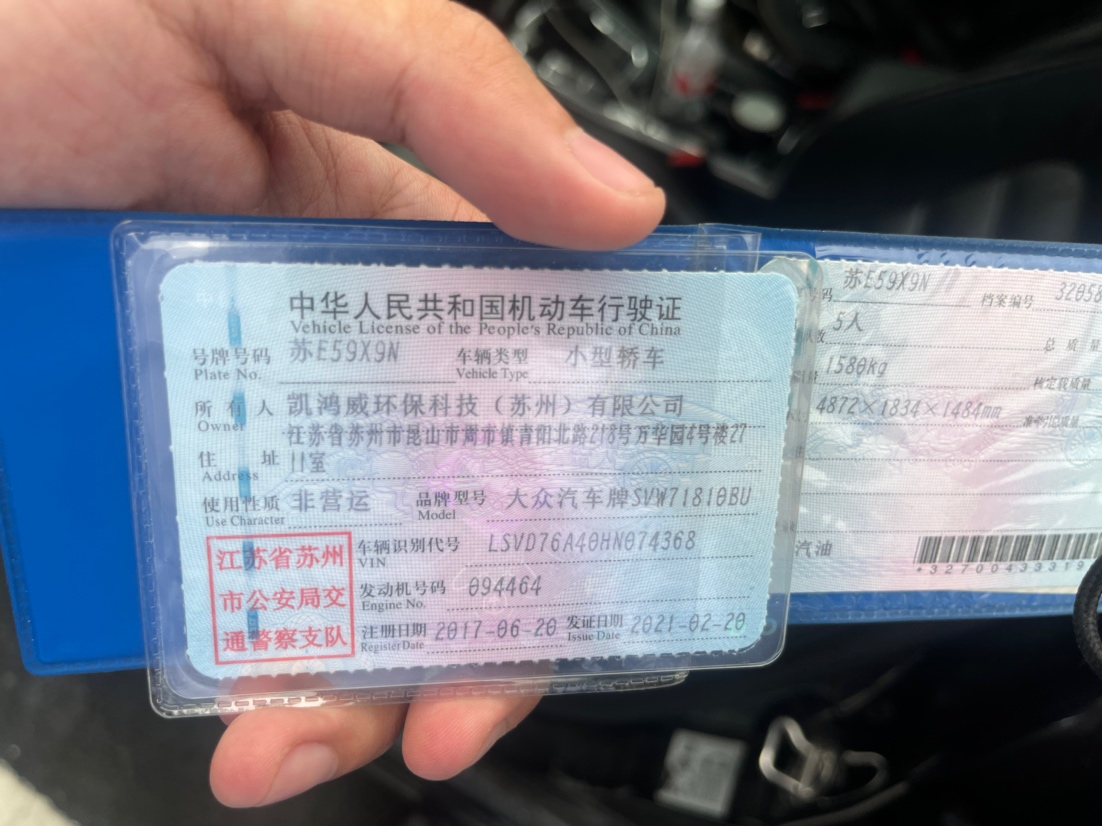 中华人民共和国机动车行驶证
Vehicle License of the People's Republic of China
号牌号码 苏E59X9N 车辆类型 小型轿车
Plate No. Vehicle Type
所有人 凯鸿威环保科技（苏州）有限公司
Owner
江苏省苏州市昆山市周市镇青阳北路218号万华园4号楼27
住址 11室
Address
使用性质 非营运 品牌型号 大众汽车牌SVW71810BU
Use Character Model
江苏省苏州
市公安局交
通警察支队
车辆识别代号 LSVD76A40HN074368
VIN
发动机号码 094464
Engine No.
注册日期 2017-06-20 发证日期 2021-02-20
Register Date Issue Date
码 苏E59X9N 档案编号 32058
数 5人 总质量
1580kg 核定载质量
4872×1834×1484mm 准牵引总质量
汽油
*32700433319